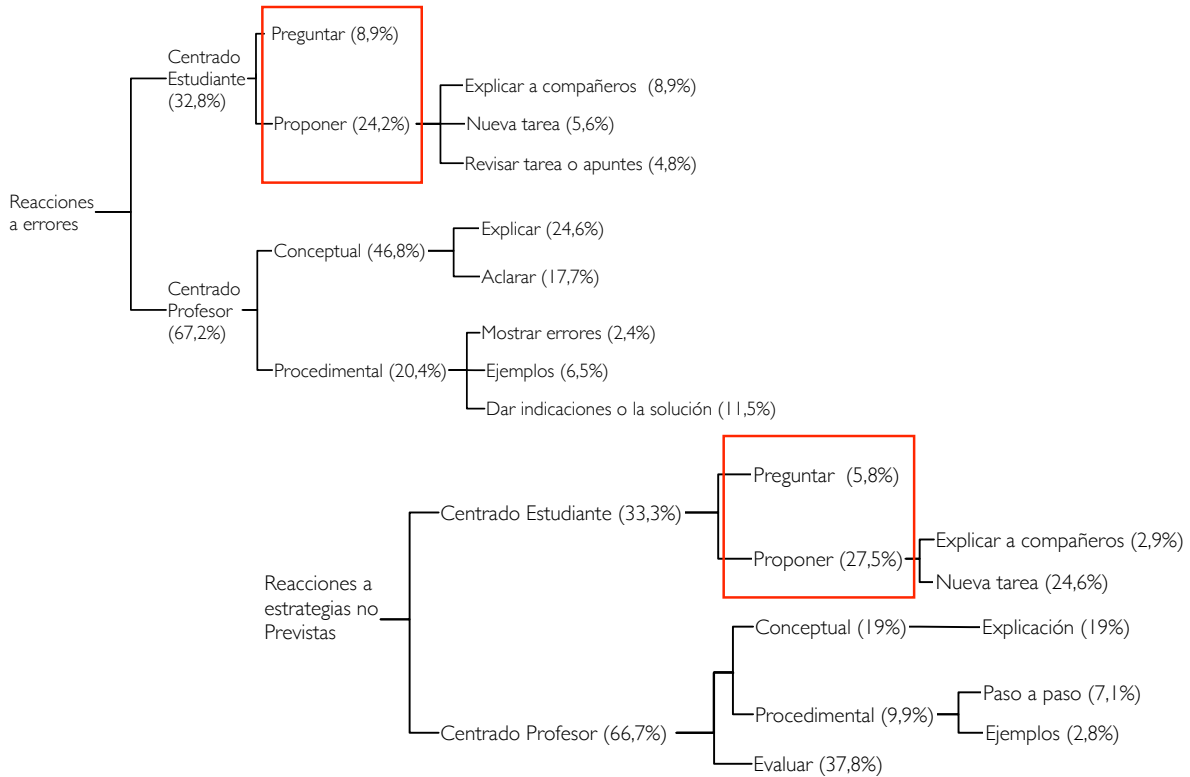 Reacciones
a errores
Centrado
Estudiante
(32,8%)
Preguntar (8,9%)
Proponer (24,2%)
Explicar a compañeros (8,9%)
Nueva tarea (5,6%)
Revisar tarea o apuntes (4,8%)
Centrado
Profesor
(67,2%)
Conceptual (46,8%)
Explicar (24,6%)
Aclarar (17,7%)
Procedimental (20,4%)
Mostrar errores (2,4%)
Ejemplos (6,5%)
Dar indicaciones o la solución (11,5%)
Reacciones a
estrategias no
Previstas
Centrado Estudiante (33,3%)
Preguntar (5,8%)
Proponer (27,5%)
Explicar a compañeros (2,9%)
Nueva tarea (24,6%)
Centrado Profesor (66,7%)
Conceptual (19%)
Explicación (19%)
Procedimental (9,9%)
Paso a paso (7,1%)
Ejemplos (2,8%)
Evaluar (37,8%)